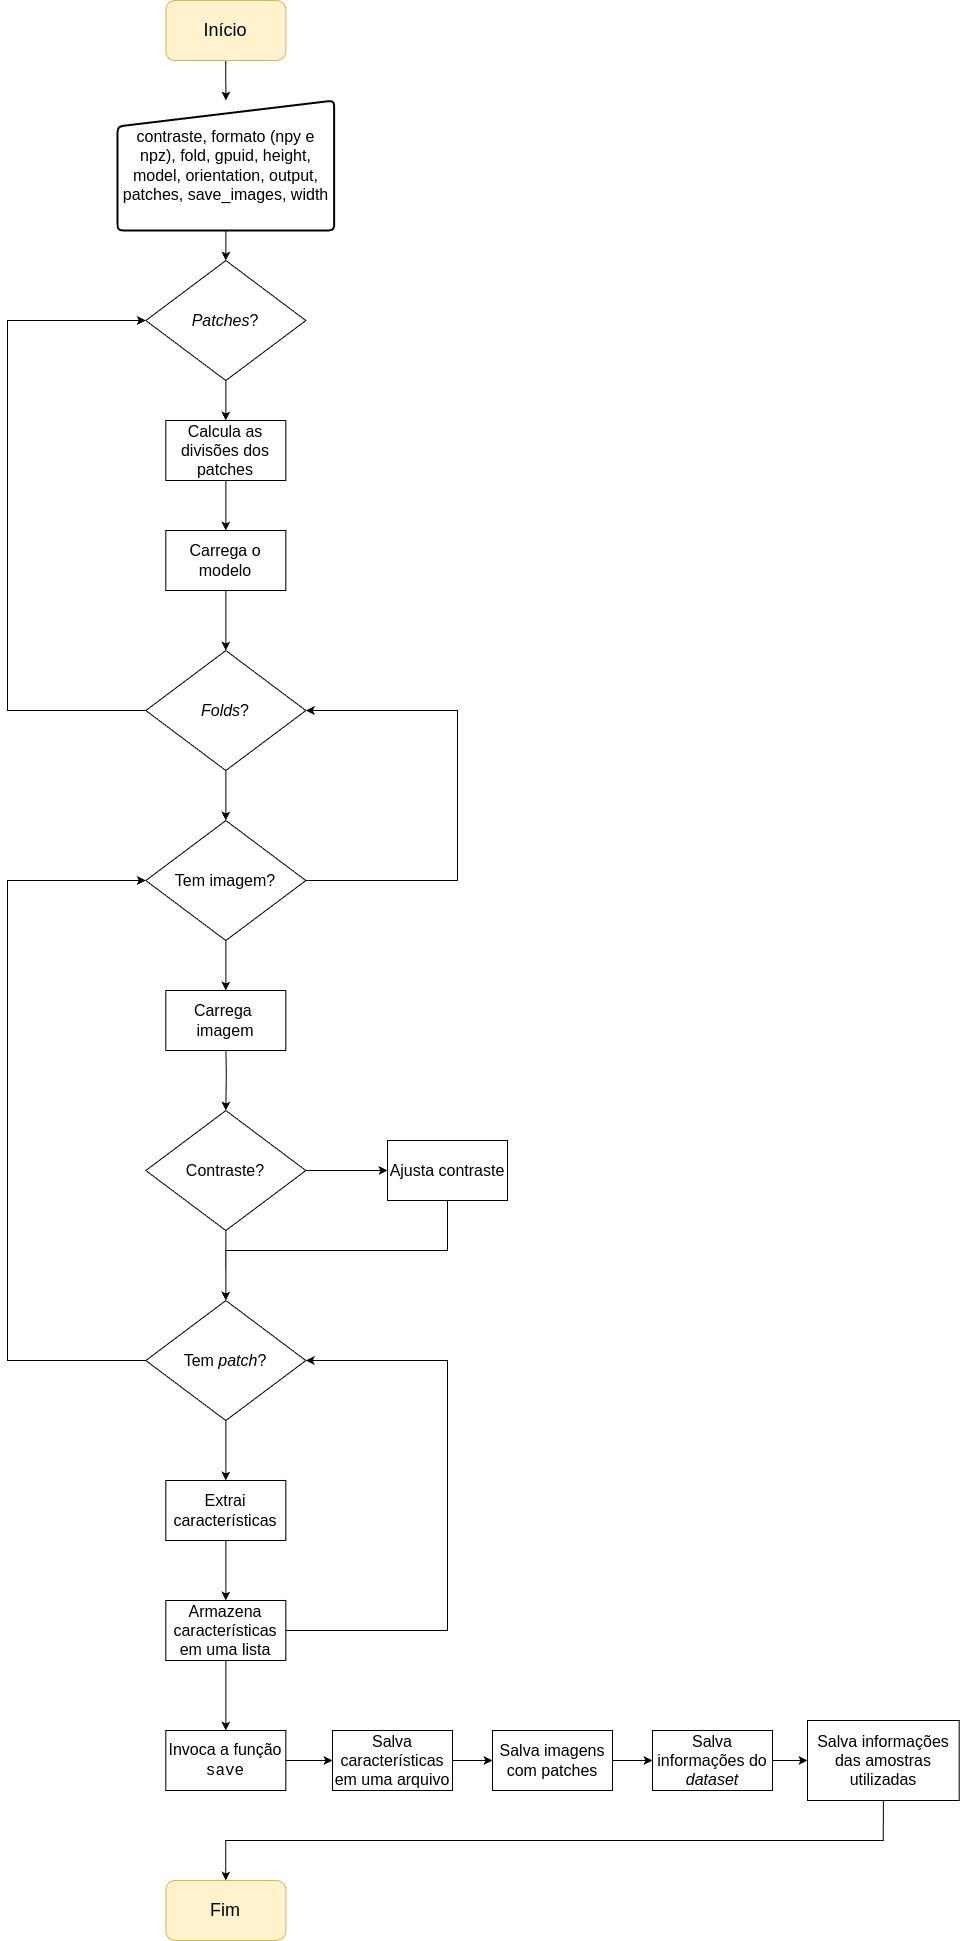 Início
contraste, formato (npy e
npz), fold, gpuid, height,
model, orientation, output,
patches, save_images, width
Patches?
Calcula as
divisões dos
patches
Carrega o
modelo
Folds?
Tem imagem?
Carrega
imagem
Contraste?
Ajusta contraste
Tem patch?
Extrai
características
Armazena
características
em uma lista
Invoca a função
save
Salva
características
em uma arquivo
Salva imagens
com patches
Salva
informações do
dataset
Salva informações
das amostras
utilizadas
Fim